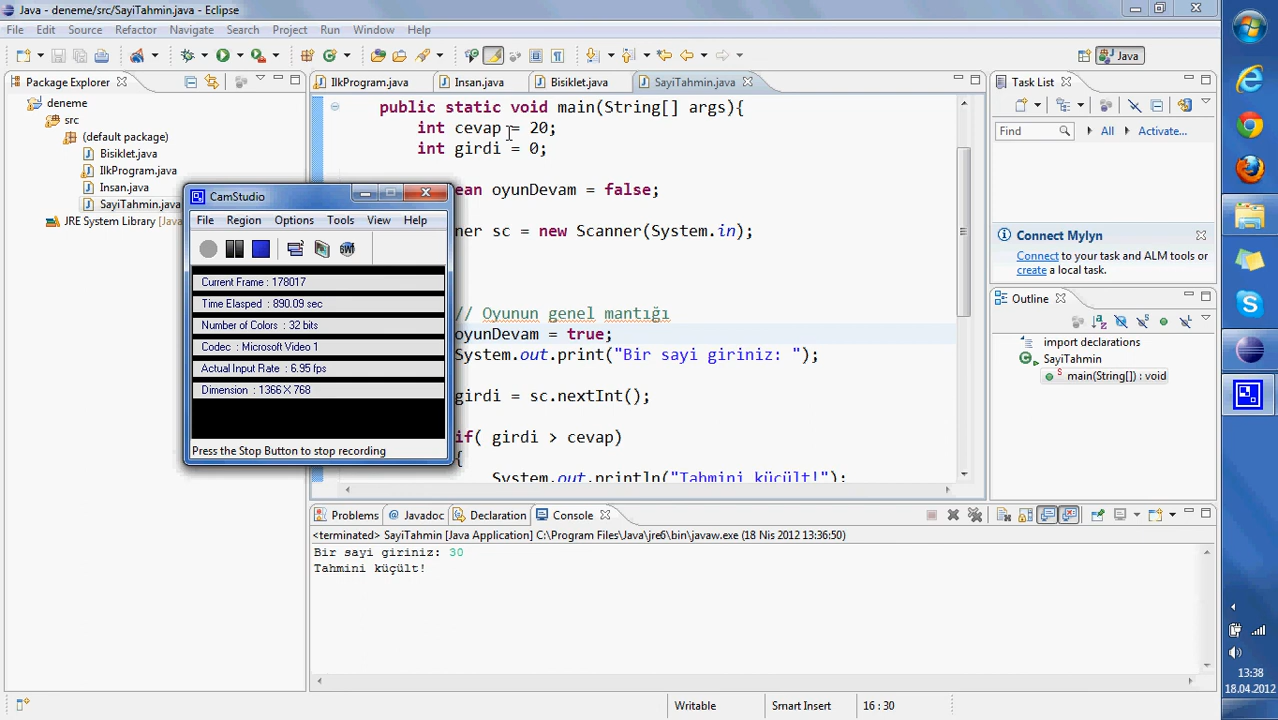 Java - deneme/src/SayiTahmin.java - Eclipse
File Edit Source Refactor Navigate Search Project Run Window Help
Java
Package Explorer
deneme
src
(default package)
Bisiklet.java
IlkProgram.java
Insan.java
SayiTahmin.java
JRE System Library [Java
IlkProgram.java Insan.java Bisiklet.java SayiTahmin.java
public static void main(String[] args){
int cevap = 20;
int girdi = 0;
ean oyunDevam = false;
ner sc = new Scanner(System.in);
// Oyunun genel mantığı
oyunDevam = true;
System.out.print("Bir sayi giriniz: ");
girdi = sc.nextInt();
if( girdi > cevap)
{
System.out.println("Tahmini küçült!");
CamStudio
File Region Options Tools View Help
SWF
Current Frame : 178017
Time Elasped : 890.09 sec
Number of Colors : 32 bits
Codec : Microsoft Video 1
Actual Input Rate : 6.95 fps
Dimension : 1366 X 768
Press the Stop Button to stop recording
Task List
Find All Activate...
Connect Mylyn
Connect to your task and ALM tools or
create a local task.
Outline
import declarations
SayiTahmin
main(String[]) : void
Problems Javadoc Declaration Console
<terminated> SayiTahmin [Java Application] C:\Program Files\Java\jre6\bin\javaw.exe (18 Nis 2012 13:36:50)
Bir sayi giriniz: 30
Tahmini küçült!
Writable Smart Insert 16 : 30
13:38
18.04.2012